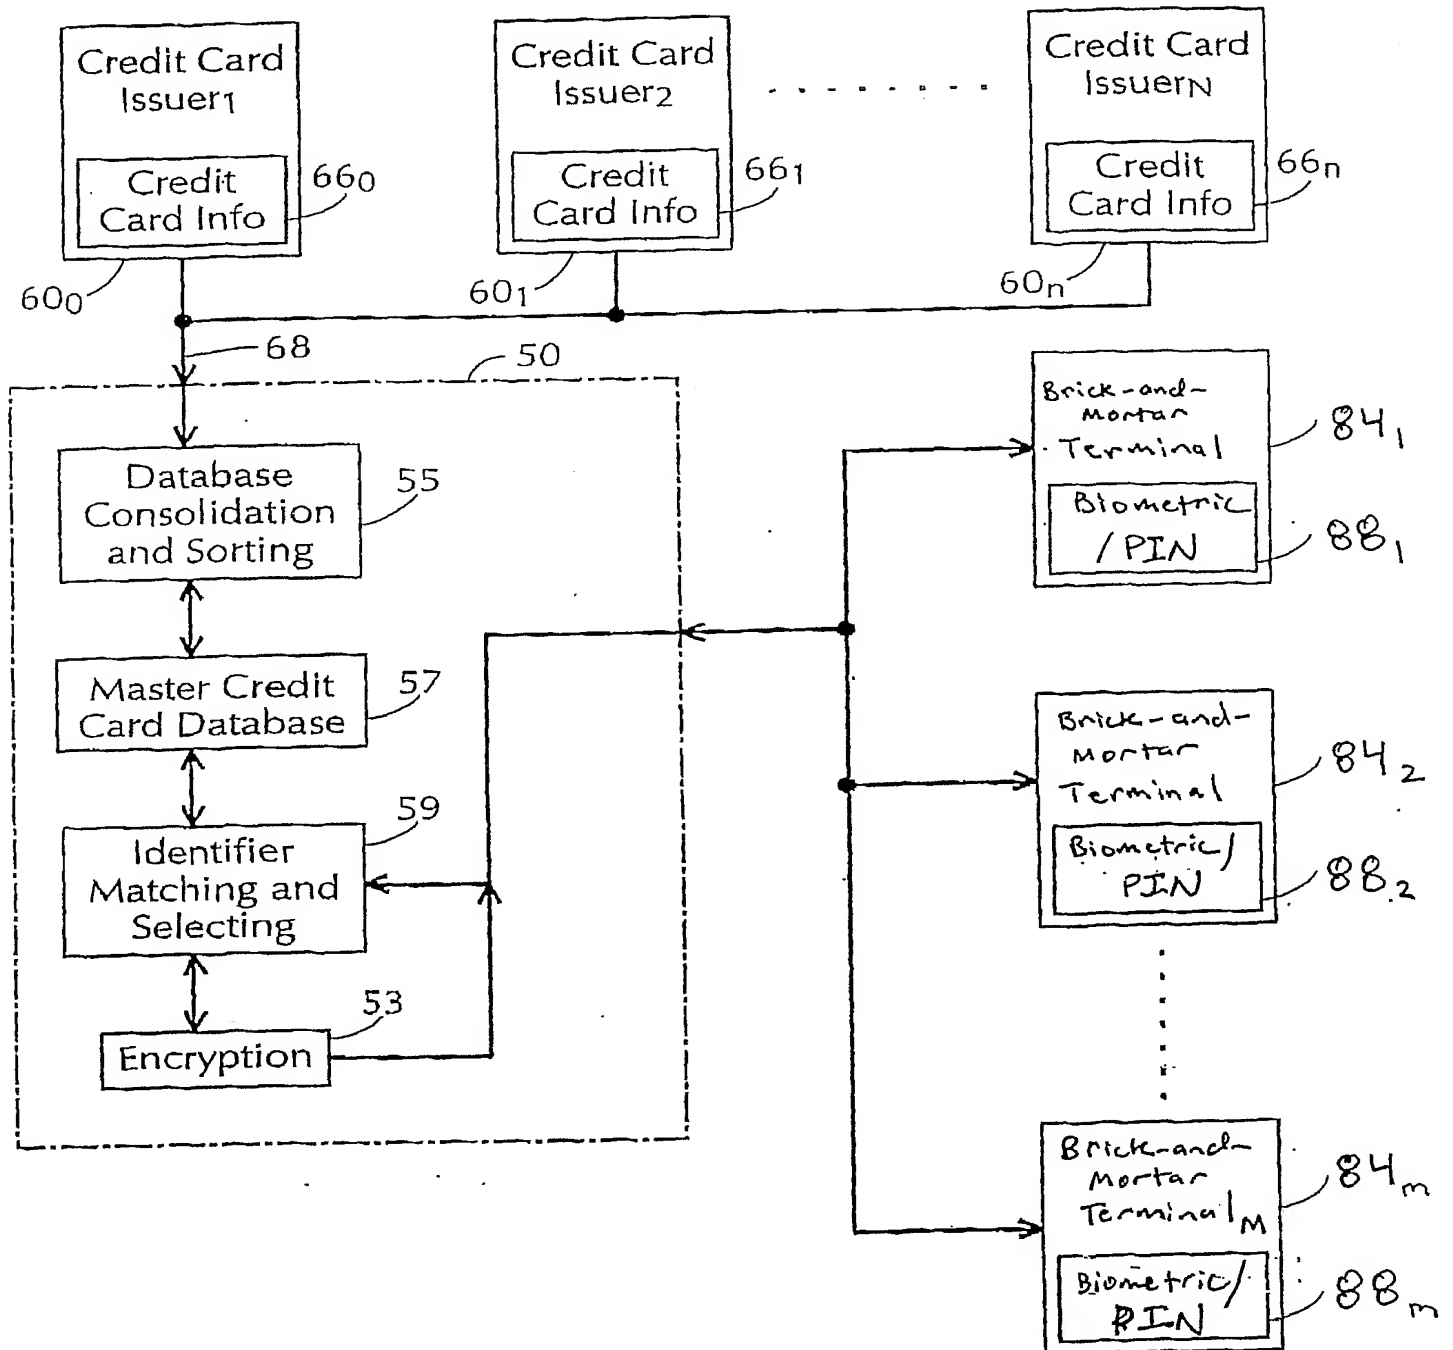 Credit Card
Issuer1
Credit
Card Info
660
600
Credit Card
Issuer2
Credit
Card Info
661
601
Credit Card
IssuerN
Credit
Card Info
66n
60n
68
50
Database
Consolidation
and Sorting
55
Master Credit
Card Database
57
Identifier
Matching and
Selecting
59
Encryption
53
Brick-and-
Mortar
Terminal
841
Biometric
/PIN
881
Brick-and-
Mortar
Terminal
842
Biometric/
PIN
882
Brick-and-
Mortar
TerminalM
84m
Biometric/
PIN
88m